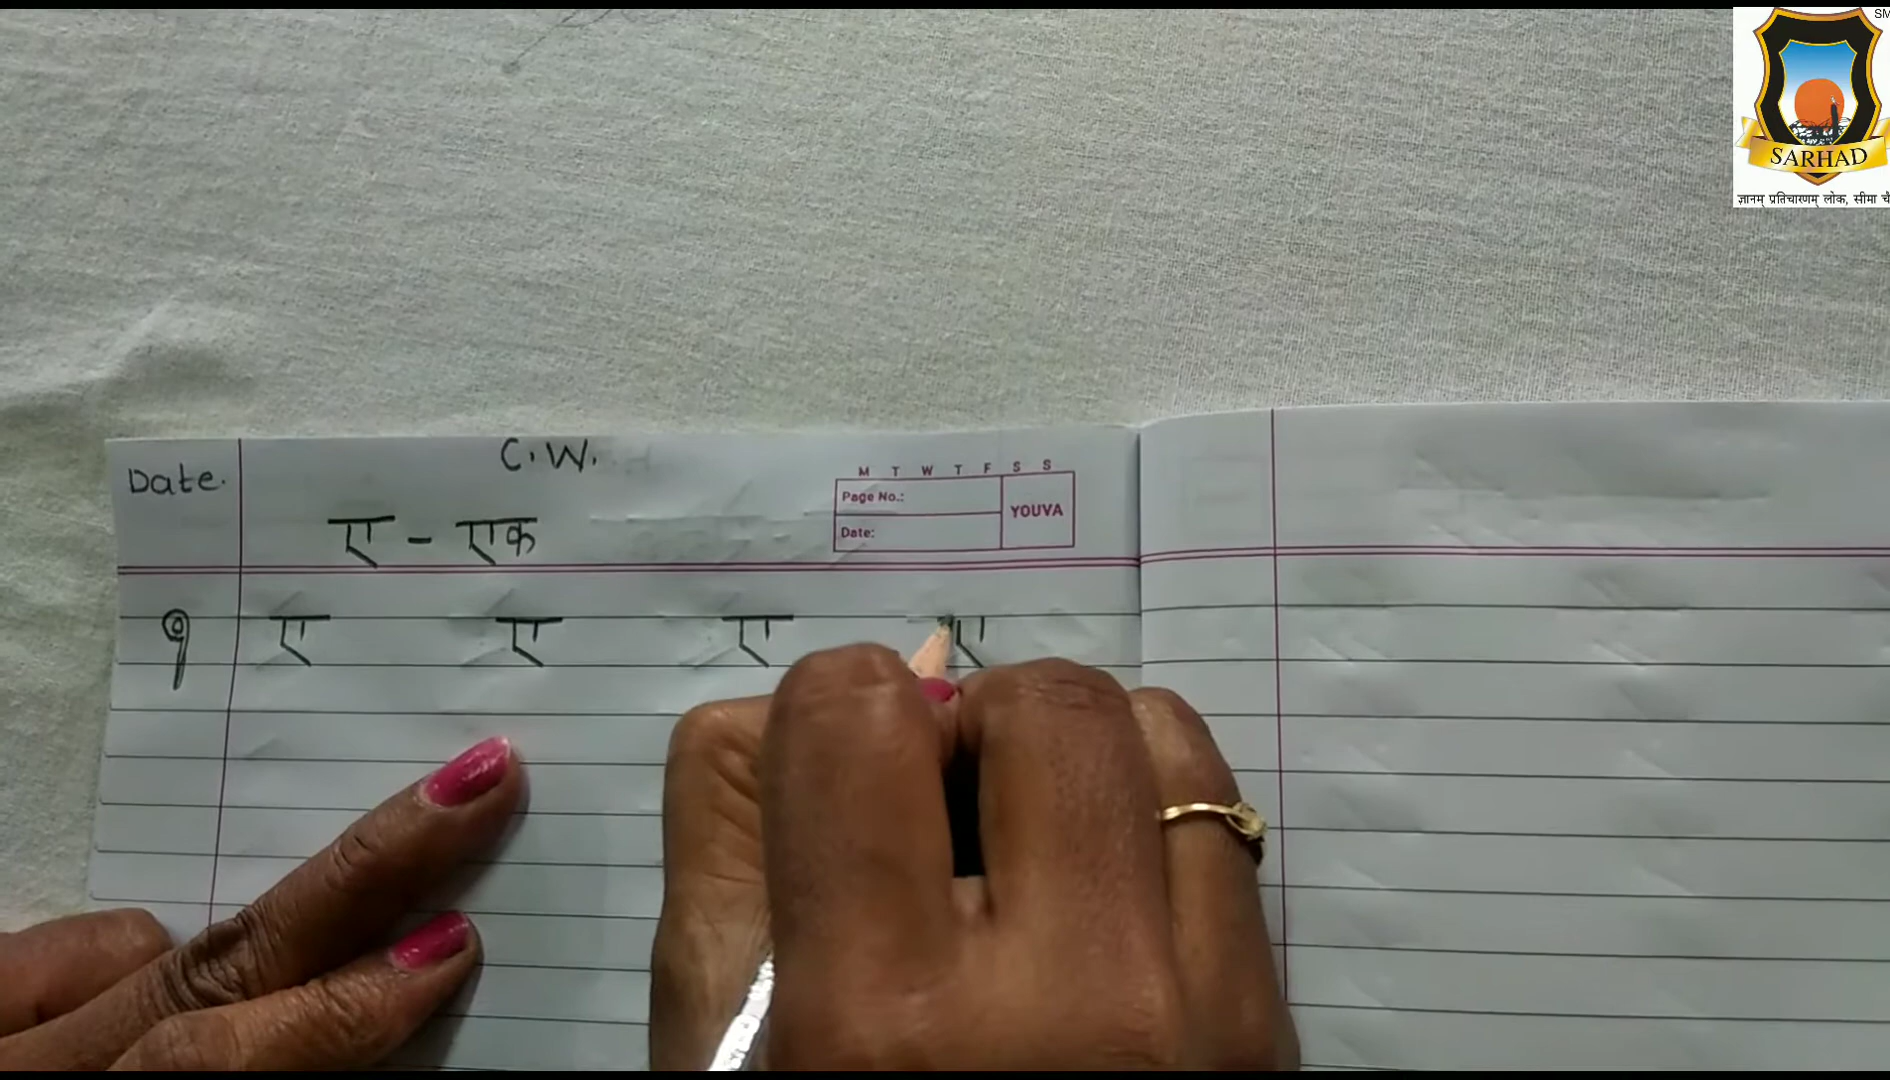 SM
SARHAD
ज्ञानम् प्रतिचारणम् लोक, सीमा
C.W.
Date.
M T W T F S S
Page No.:
YOUVA
Date:
ए - एक
१ ए ए ए ए